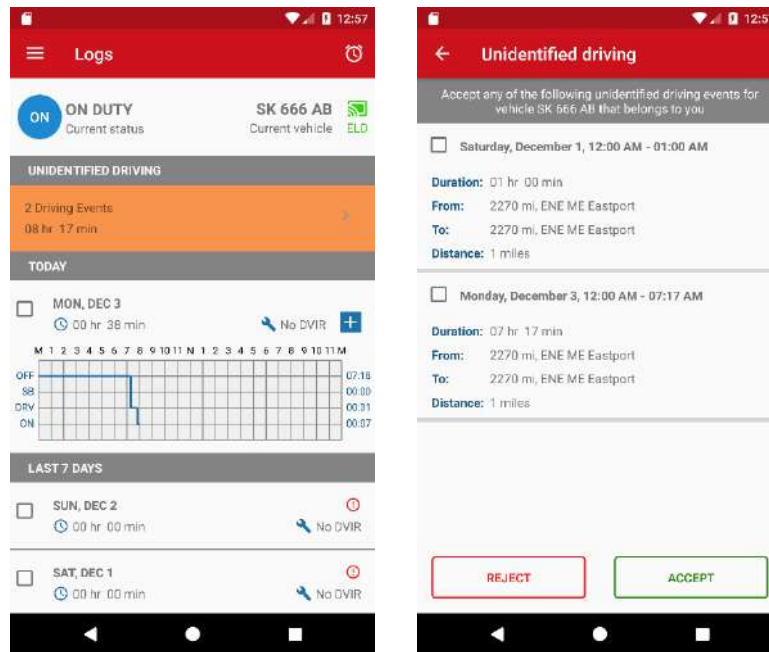 12:57
Logs
ON
ON DUTY
Current status
SK 666 AB
Current vehicle
ELD
UNIDENTIFIED DRIVING
2 Driving Events
08 hr 17 min
TODAY
MON, DEC 3
00 hr 38 min
No DVIR
M 1 2 3 4 5 6 7 8 9 10 11 N 1 2 3 4 5 6 7 8 9 10 11 M
OFF 07:16
SB 00:00
DRV 00:31
ON 00:07
LAST 7 DAYS
SUN, DEC 2
00 hr 00 min
No DVIR
SAT, DEC 1
00 hr 00 min
No DVIR
12:5
Unidentified driving
Accept any of the following unidentified driving events for
vehicle SK 666 AB that belongs to you
Saturday, December 1, 12:00 AM - 01:00 AM
Duration: 01 hr 00 min
From: 2270 mi, ENE ME Eastport
To: 2270 mi, ENE ME Eastport
Distance: 1 miles
Monday, December 3, 12:00 AM - 07:17 AM
Duration: 07 hr 17 min
From: 2270 mi, ENE ME Eastport
To: 2270 mi, ENE ME Eastport
Distance: 1 miles
REJECT
ACCEPT